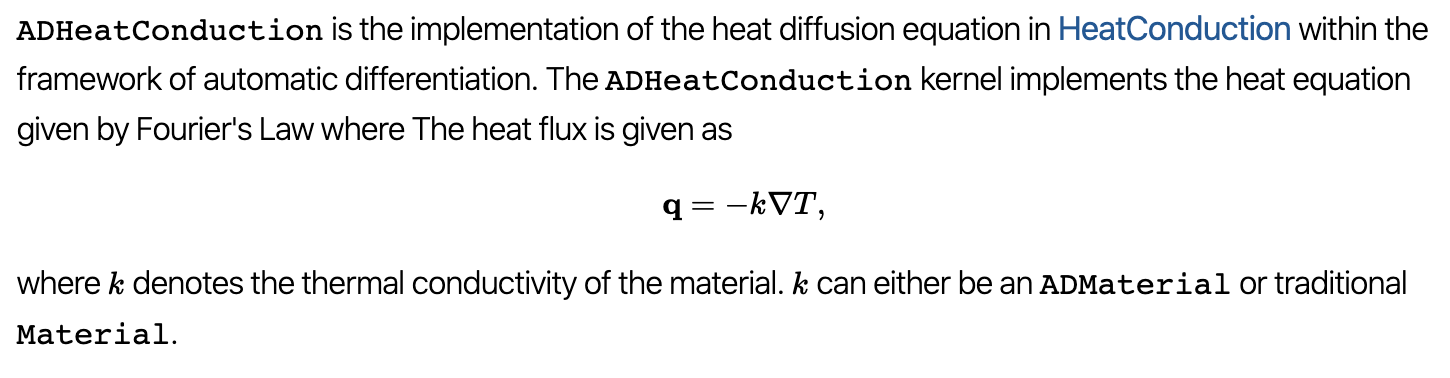 ADHeatConduction is the implementation of the heat diffusion equation in HeatConduction within the
framework of automatic differentiation. The ADHeatConduction kernel implements the heat equation
given by Fourier's Law where The heat flux is given as
q = −k∇T,
where k denotes the thermal conductivity of the material. k can either be an ADMaterial or traditional
Material.